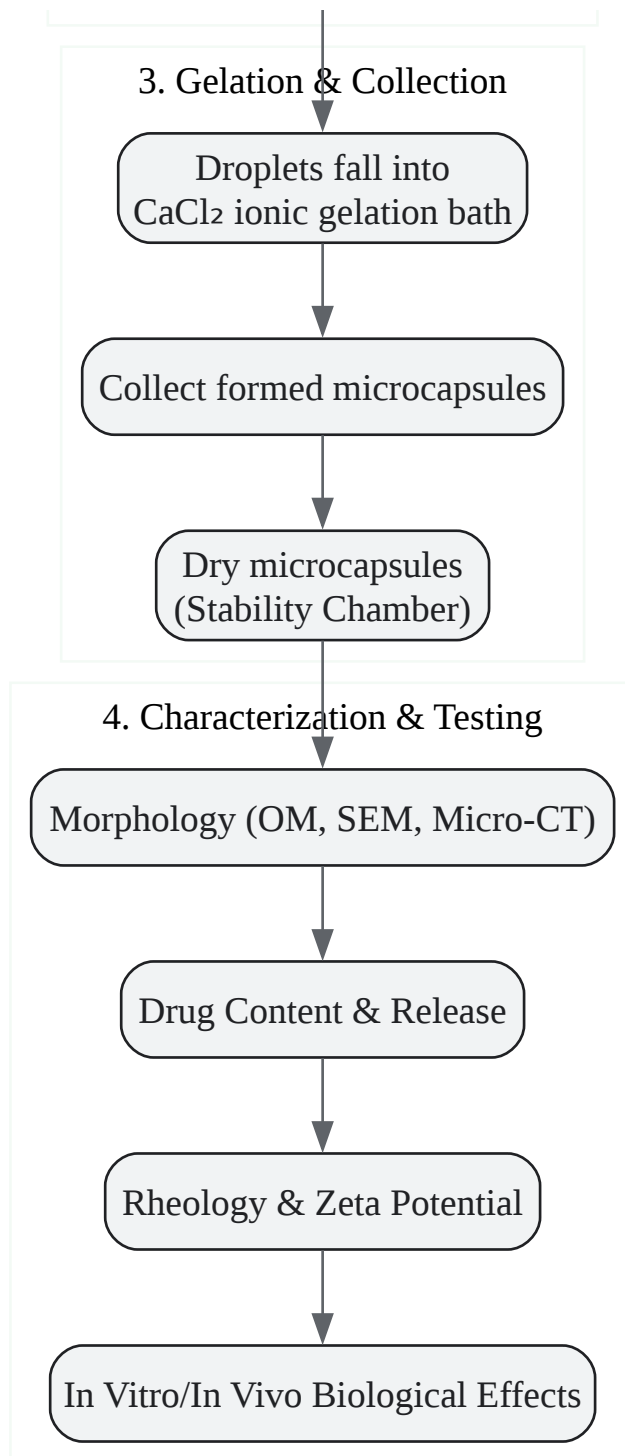 3. Gelation & Collection
Droplets fall into
CaCl₂ ionic gelation bath
Collect formed microcapsules
Dry microcapsules
(Stability Chamber)
4. Characterization & Testing
Morphology (OM, SEM, Micro-CT)
Drug Content & Release
Rheology & Zeta Potential
In Vitro/In Vivo Biological Effects